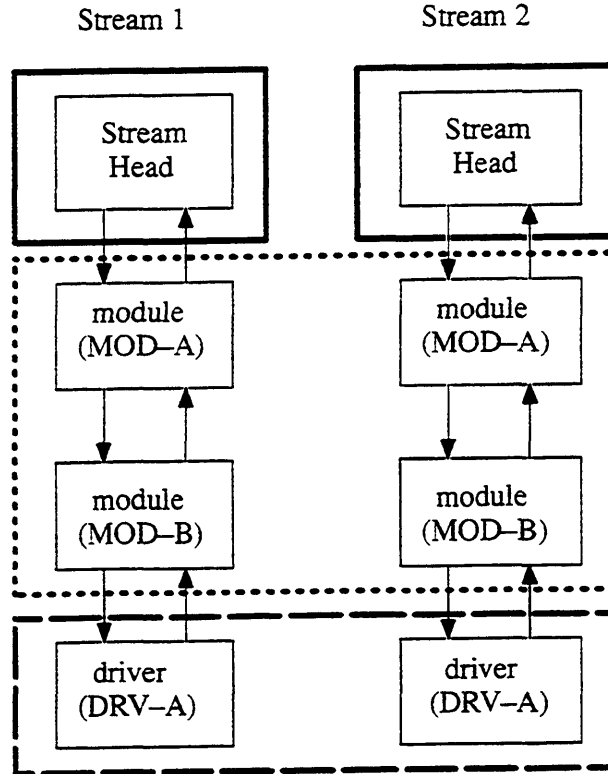 Stream 1
Stream 2
Stream
Head
Stream
Head
module
(MOD–A)
module
(MOD–A)
module
(MOD–B)
module
(MOD–B)
driver
(DRV–A)
driver
(DRV–A)